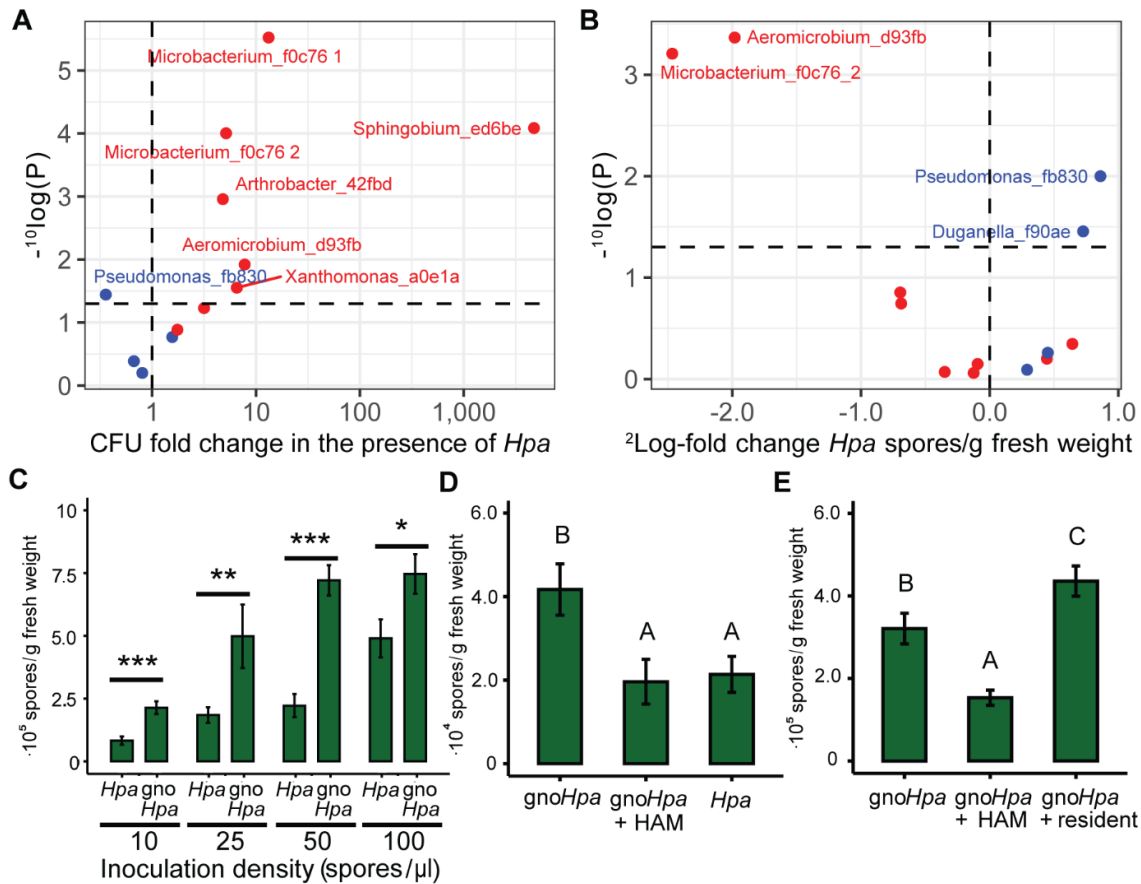 A
Microbacterium_f0c76 1
Sphingobium_ed6be
Microbacterium_f0c76 2
Arthrobacter_42fbd
Aeromicrobium_d93fb
Pseudomonas_fb830
Xanthomonas_a0e1a
-¹⁰log(P)
5
4
3
2
1
0
1
10
100
1,000
CFU fold change in the presence of Hpa
B
Aeromicrobium_d93fb
Microbacterium_f0c76_2
Pseudomonas_fb830
Duganella_f90ae
-¹⁰log(P)
3
2
1
0
-2.0
-1.0
0.0
1.0
²Log-fold change Hpa spores/g fresh weight
C
·10⁵ spores/g fresh weight
10
7.5
5.0
2.5
0
***
**
***
*
Hpa gno Hpa gno Hpa gno Hpa gno
Hpa Hpa Hpa Hpa
10 25 50 100
Inoculation density (spores/µl)
D
·10⁴ spores/g fresh weight
6.0
4.0
2.0
0
B
A
A
gnoHpa gnoHpa Hpa
+ HAM
E
·10⁵ spores/g fresh weight
6.0
4.0
2.0
0
B
A
C
gnoHpa gnoHpa gnoHpa
+ HAM + resident